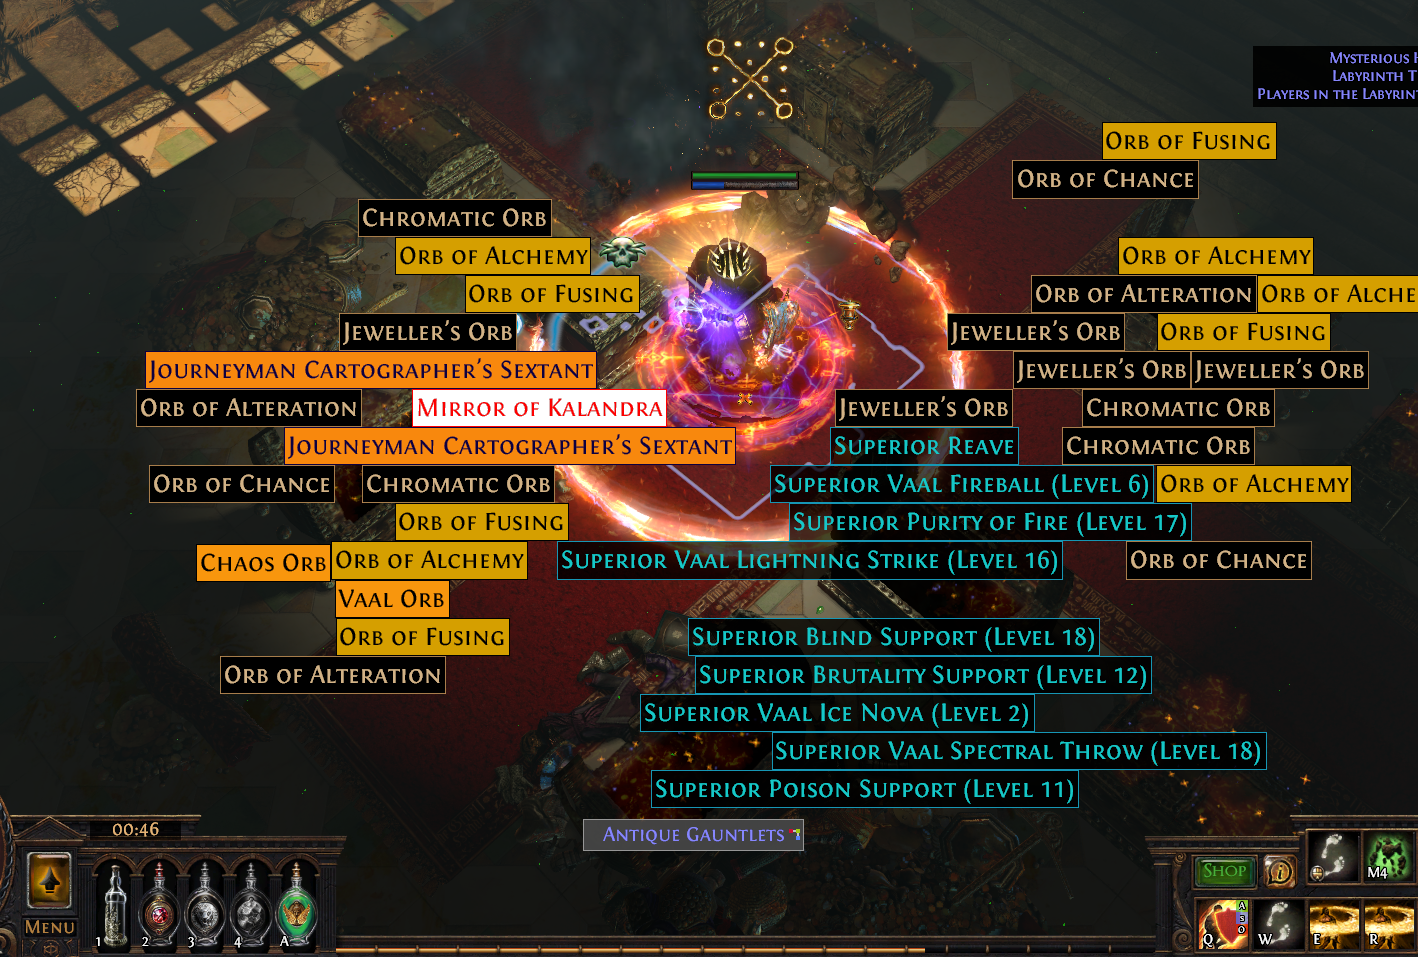 Mysterious
Labyrinth T
Players in the Labyrint
Orb of Fusing
Orb of Chance
Chromatic Orb
Orb of Alchemy
Orb of Alchemy
Orb of Fusing
Orb of Alteration
Orb of Alche
Jeweller's Orb
Jeweller's Orb
Orb of Fusing
Journeyman Cartographer's Sextant
Jeweller's Orb
Jeweller's Orb
Orb of Alteration
Mirror of Kalandra
Jeweller's Orb
Chromatic Orb
Journeyman Cartographer's Sextant
Superior Reave
Chromatic Orb
Orb of Chance
Chromatic Orb
Superior Vaal Fireball (Level 6)
Orb of Alchemy
Orb of Fusing
Superior Purity of Fire (Level 17)
Chaos Orb
Orb of Alchemy
Superior Vaal Lightning Strike (Level 16)
Orb of Chance
Vaal Orb
Orb of Fusing
Superior Blind Support (Level 18)
Orb of Alteration
Superior Brutality Support (Level 12)
Superior Vaal Ice Nova (Level 2)
Superior Vaal Spectral Throw (Level 18)
Superior Poison Support (Level 11)
Antique Gauntlets
00:46
Menu
1 2 3 4 A
Shop
M4
A
S
O
Q W E R